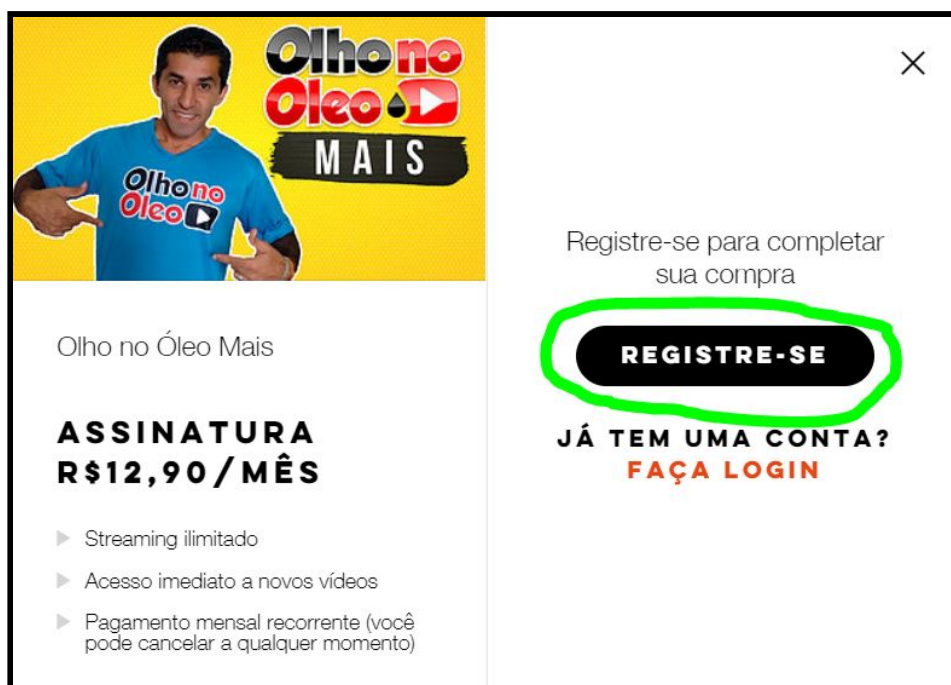 Olho no
Oleo
MAIS
Olho no
Oleo
Olho no Óleo Mais
ASSINATURA
R$12,90/MÊS
Streaming ilimitado
Acesso imediato a novos vídeos
Pagamento mensal recorrente (você
pode cancelar a qualquer momento)
Registre-se para completar
sua compra
REGISTRE-SE
JÁ TEM UMA CONTA?
FAÇA LOGIN